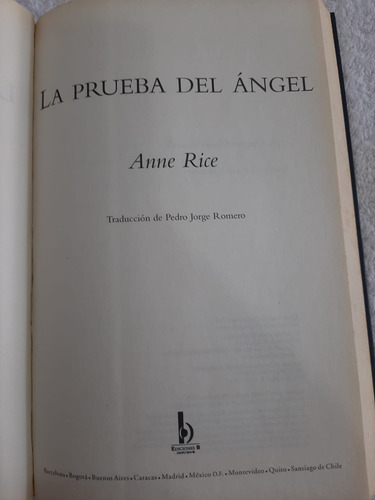 LA PRUEBA DEL ÁNGEL
Anne Rice
Traducción de Pedro Jorge Romero
b
EDICIONES B
Barcelona • Bogotá • Buenos Aires • Caracas • Madrid • México D.F. • Montevideo • Quito • Santiago de Chile